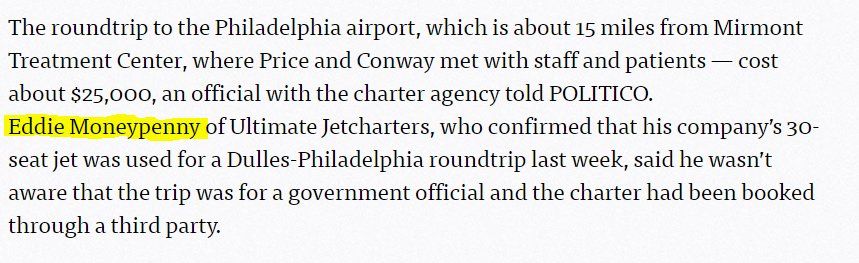 The roundtrip to the Philadelphia airport, which is about 15 miles from Mirmont
Treatment Center, where Price and Conway met with staff and patients — cost
about $25,000, an official with the charter agency told POLITICO.
Eddie Moneypenny of Ultimate Jetcharters, who confirmed that his company’s 30-
seat jet was used for a Dulles-Philadelphia roundtrip last week, said he wasn’t
aware that the trip was for a government official and the charter had been booked
through a third party.